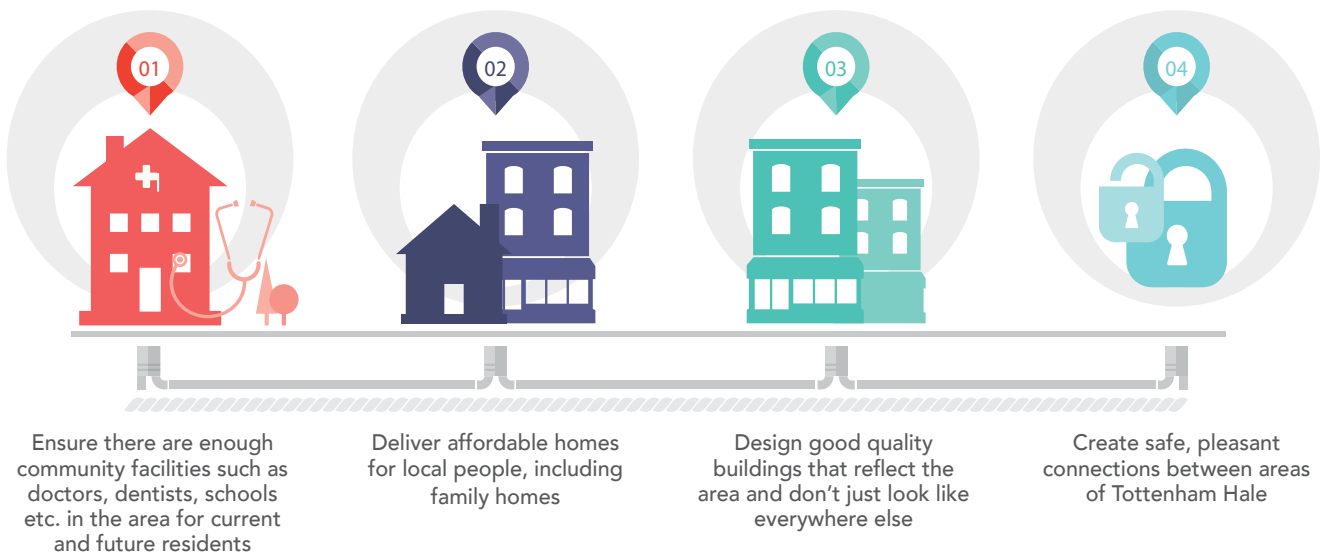 01
02
03
04
Ensure there are enough
community facilities such as
doctors, dentists, schools
etc. in the area for current
and future residents
Deliver affordable homes
for local people, including
family homes
Design good quality
buildings that reflect the
area and don’t just look like
everywhere else
Create safe, pleasant
connections between areas
of Tottenham Hale